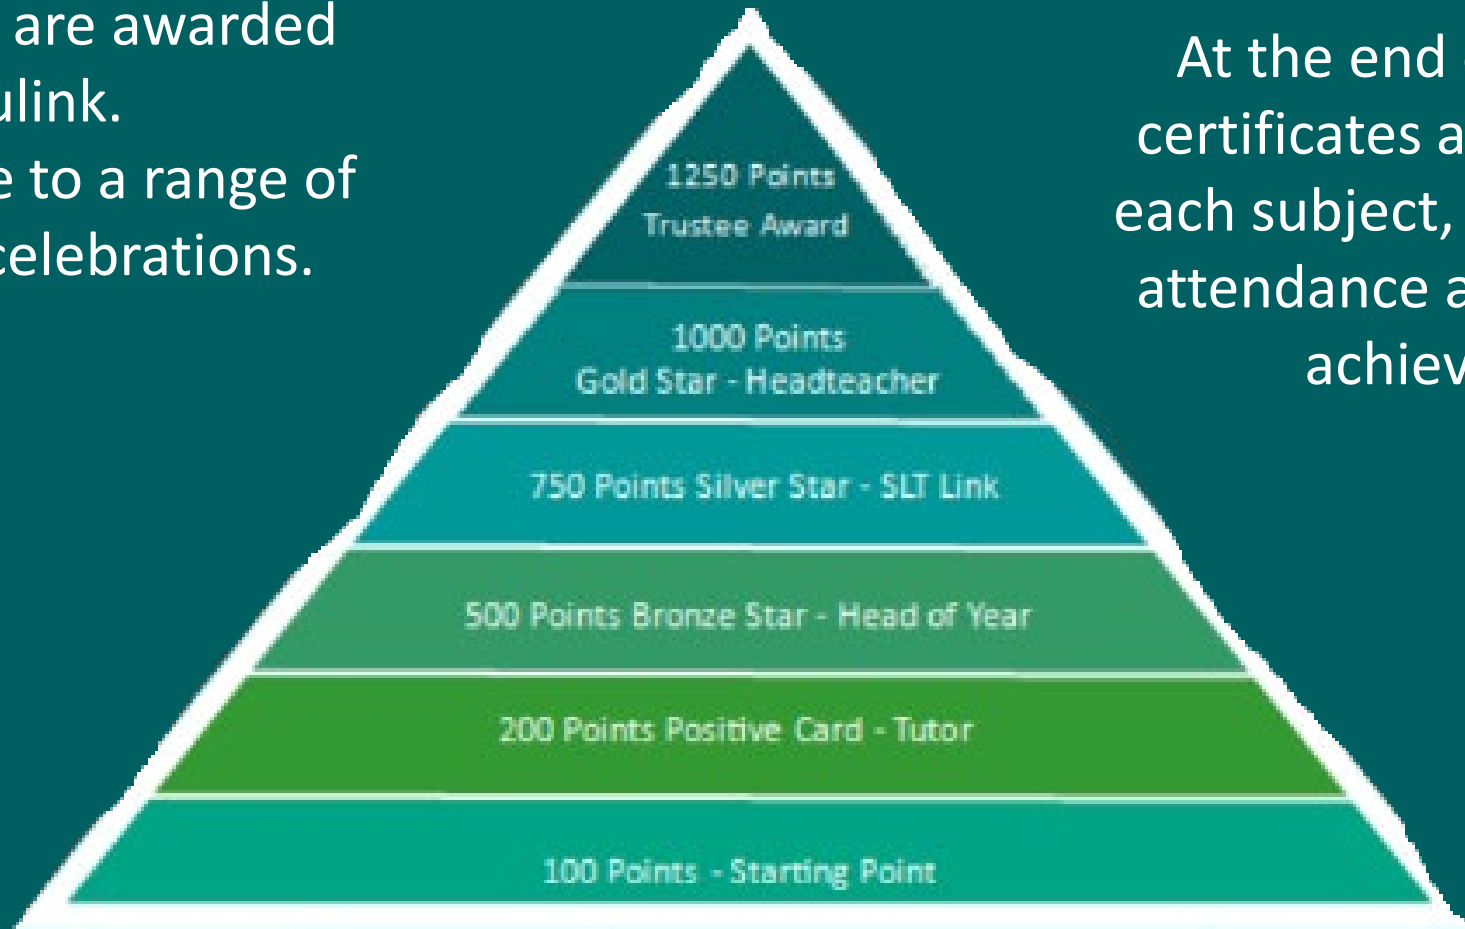 are awarded
ulink.
e to a range of
celebrations.
At the end
certificates a
each subject,
attendance a
achiev
1250 Points
Trustee Award
1000 Points
Gold Star - Headteacher
750 Points Silver Star - SLT Link
500 Points Bronze Star - Head of Year
200 Points Positive Card - Tutor
100 Points - Starting Point